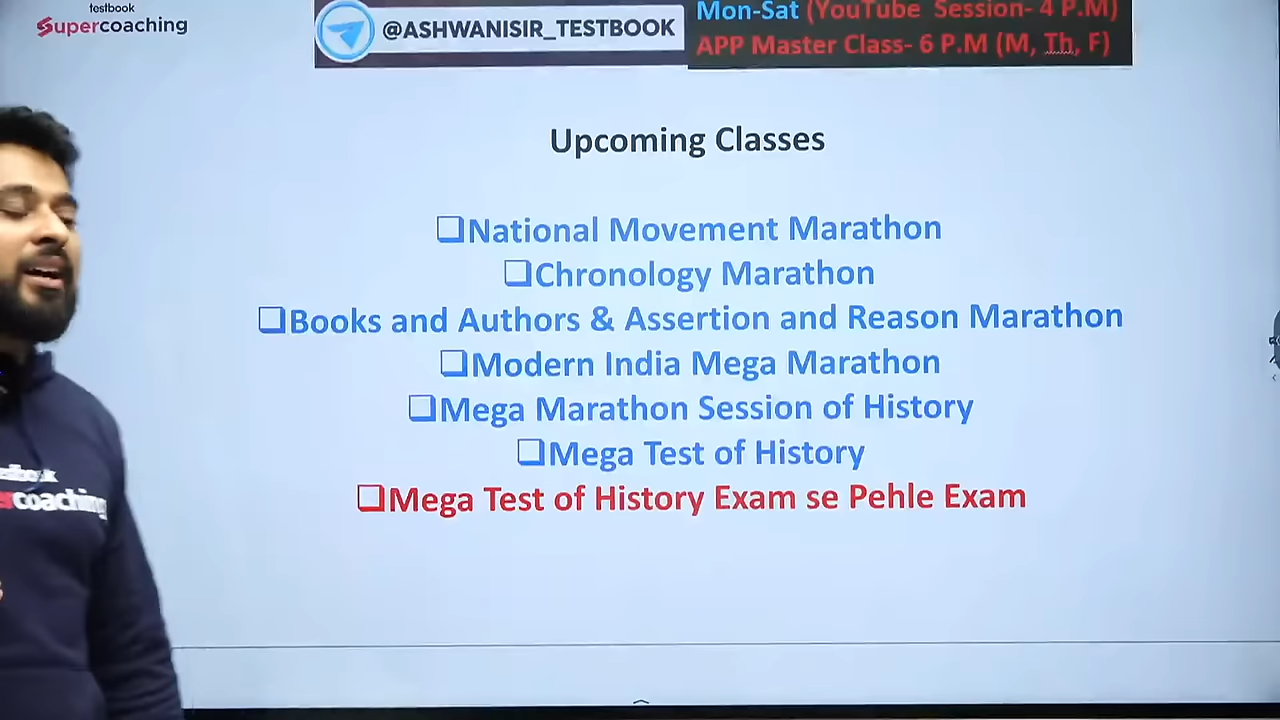 testbook
Supercoaching
@ASHWANISIR_TESTBOOK
Mon-Sat (YouTube Session- 4 P.M)
APP Master Class- 6 P.M (M, Th, F)
Upcoming Classes
❑National Movement Marathon
❑Chronology Marathon
❑Books and Authors & Assertion and Reason Marathon
❑Modern India Mega Marathon
❑Mega Marathon Session of History
❑Mega Test of History
❑Mega Test of History Exam se Pehle Exam
coaching